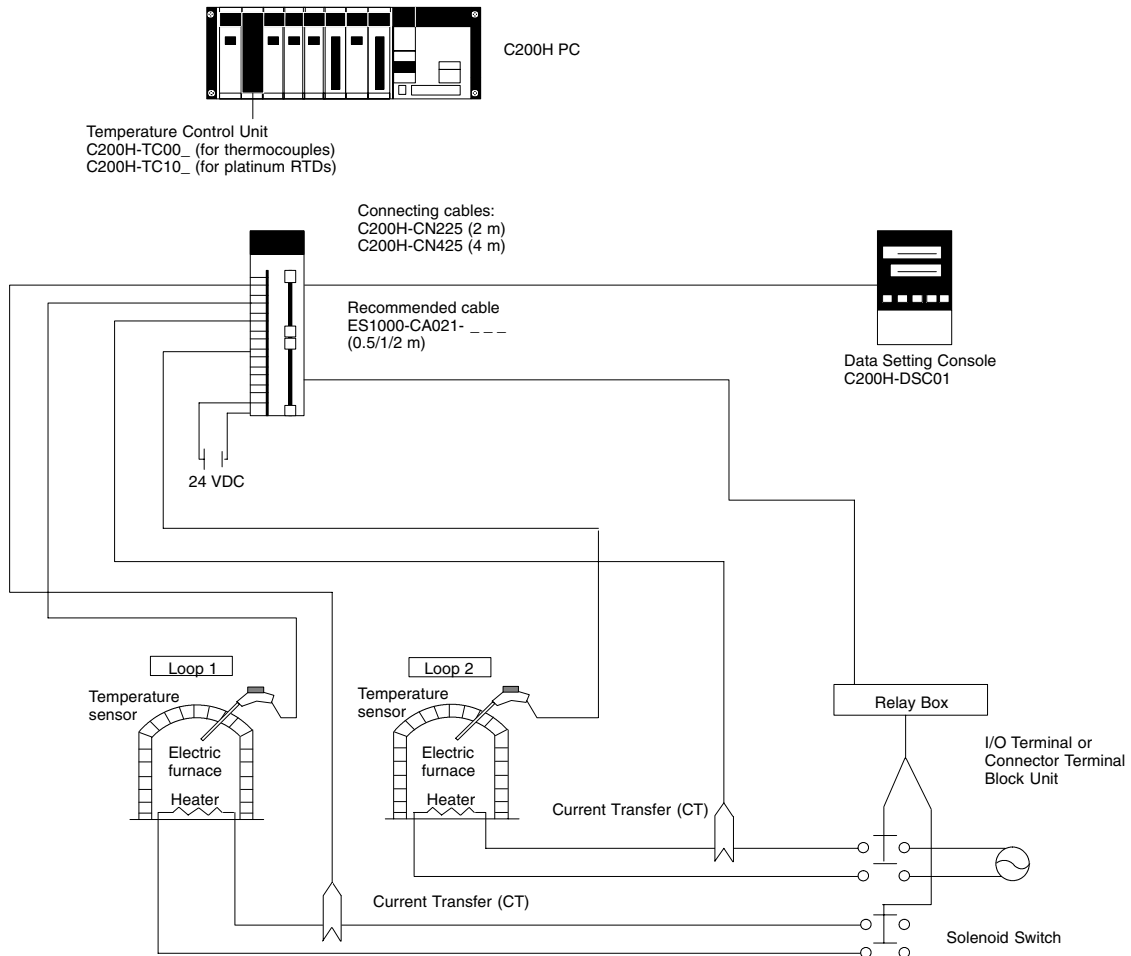 C200H PC
Temperature Control Unit
C200H-TC00_ (for thermocouples)
C200H-TC10_ (for platinum RTDs)
Connecting cables:
C200H-CN225 (2 m)
C200H-CN425 (4 m)
Recommended cable
ES1000-CA021- _ _ _
(0.5/1/2 m)
Data Setting Console
C200H-DSC01
24 VDC
Loop 1
Loop 2
Temperature
sensor
Temperature
sensor
Relay Box
Electric
furnace
Electric
furnace
I/O Terminal or
Connector Terminal
Block Unit
Heater
Heater
Current Transfer (CT)
Current Transfer (CT)
Solenoid Switch